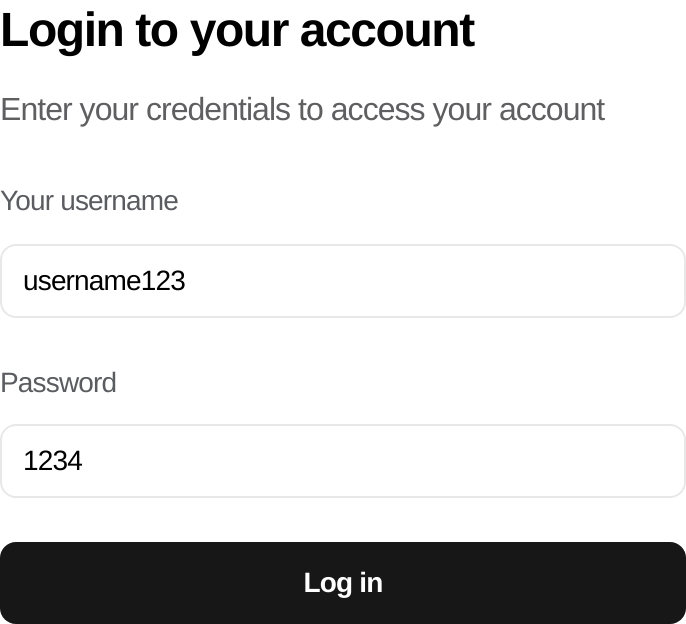 Login to your account
Enter your credentials to access your account
Your username
username123
Password
1234
Log in